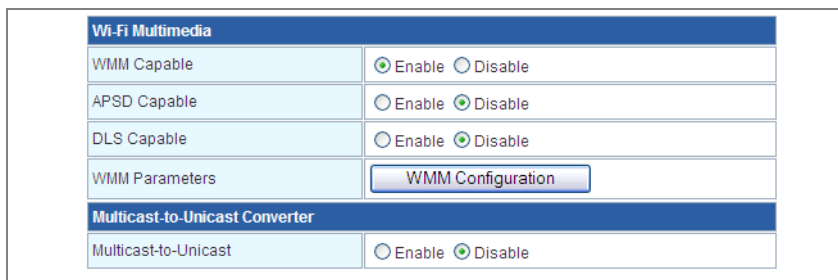 Wi-Fi Multimedia
WMM Capable Enable Disable
APSD Capable Enable Disable
DLS Capable Enable Disable
WMM Parameters WMM Configuration
Multicast-to-Unicast Converter
Multicast-to-Unicast Enable Disable